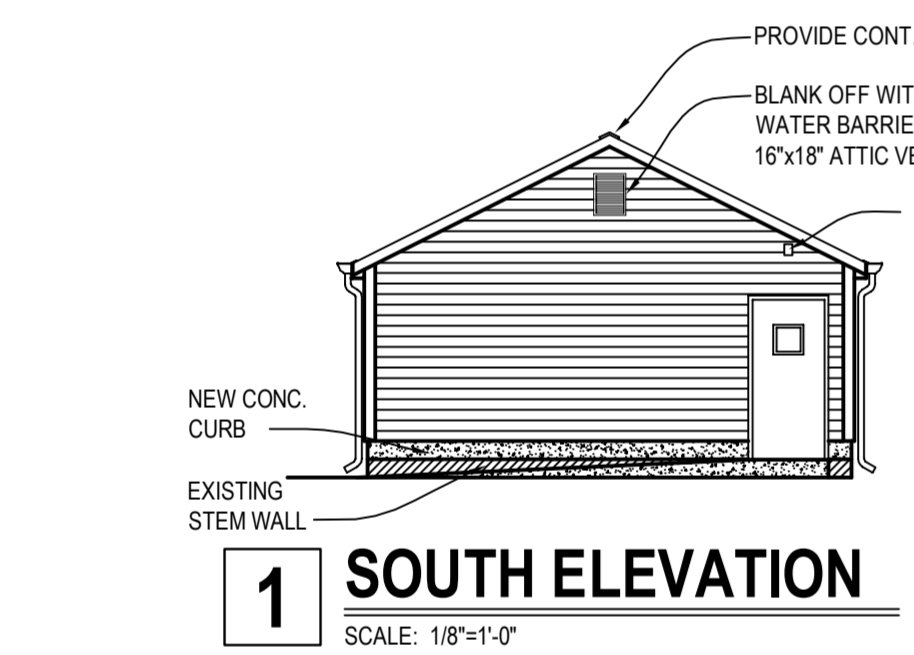 PROVIDE CONT.
BLANK OFF WIT
WATER BARRIE
16"x18" ATTIC VE
NEW CONC.
CURB
EXISTING
STEM WALL
1
SOUTH ELEVATION
SCALE: 1/8"=1'-0"